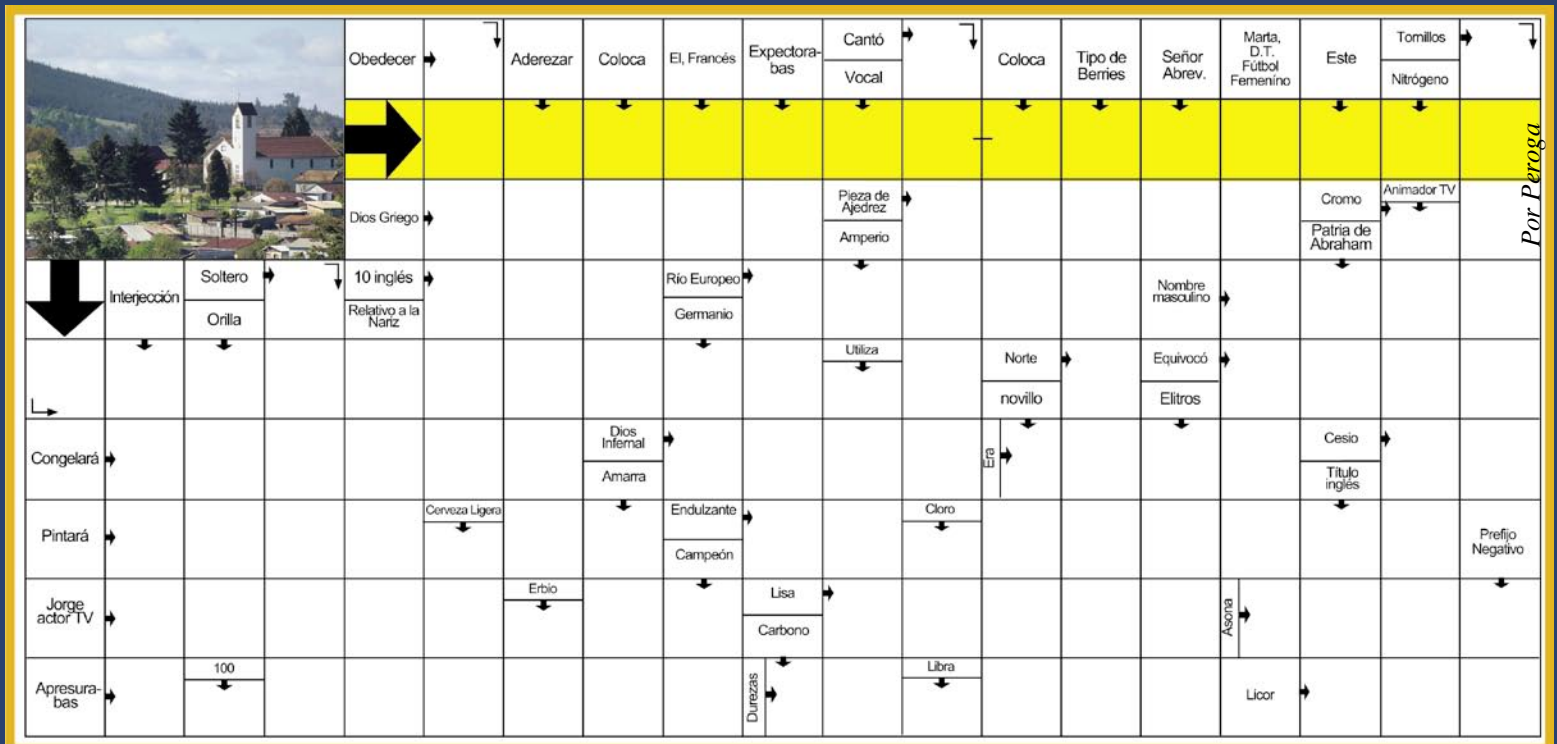 Obedecer
Aderezar
Coloca
El, Francés
Expectora-
bas
Cantó
Vocal
Coloca
Tipo de
Berries
Señor
Abrev.
Marta,
D.T.
Fútbol
Femeníno
Este
Tomillos
Nitrógeno
Por Peroga
Dios Griego
Pieza de
Ajedrez
Amperio
Cromo
Patria de
Abraham
Animador TV
Interjección
Soltero
Orilla
10 inglés
Relativo a la
Nariz
Río Europeo
Germanio
Nombre
masculino
Utiliza
Norte
novillo
Equivocó
Elitros
Congelará
Dios
Infernal
Amarra
Era
Cesio
Título
inglés
Pintará
Cerveza Ligera
Endulzante
Campeón
Cloro
Prefijo
Negativo
Jorge
actor TV
Erbio
Lisa
Carbono
Asona
Apresura-
bas
100
Durezas
Libra
Licor